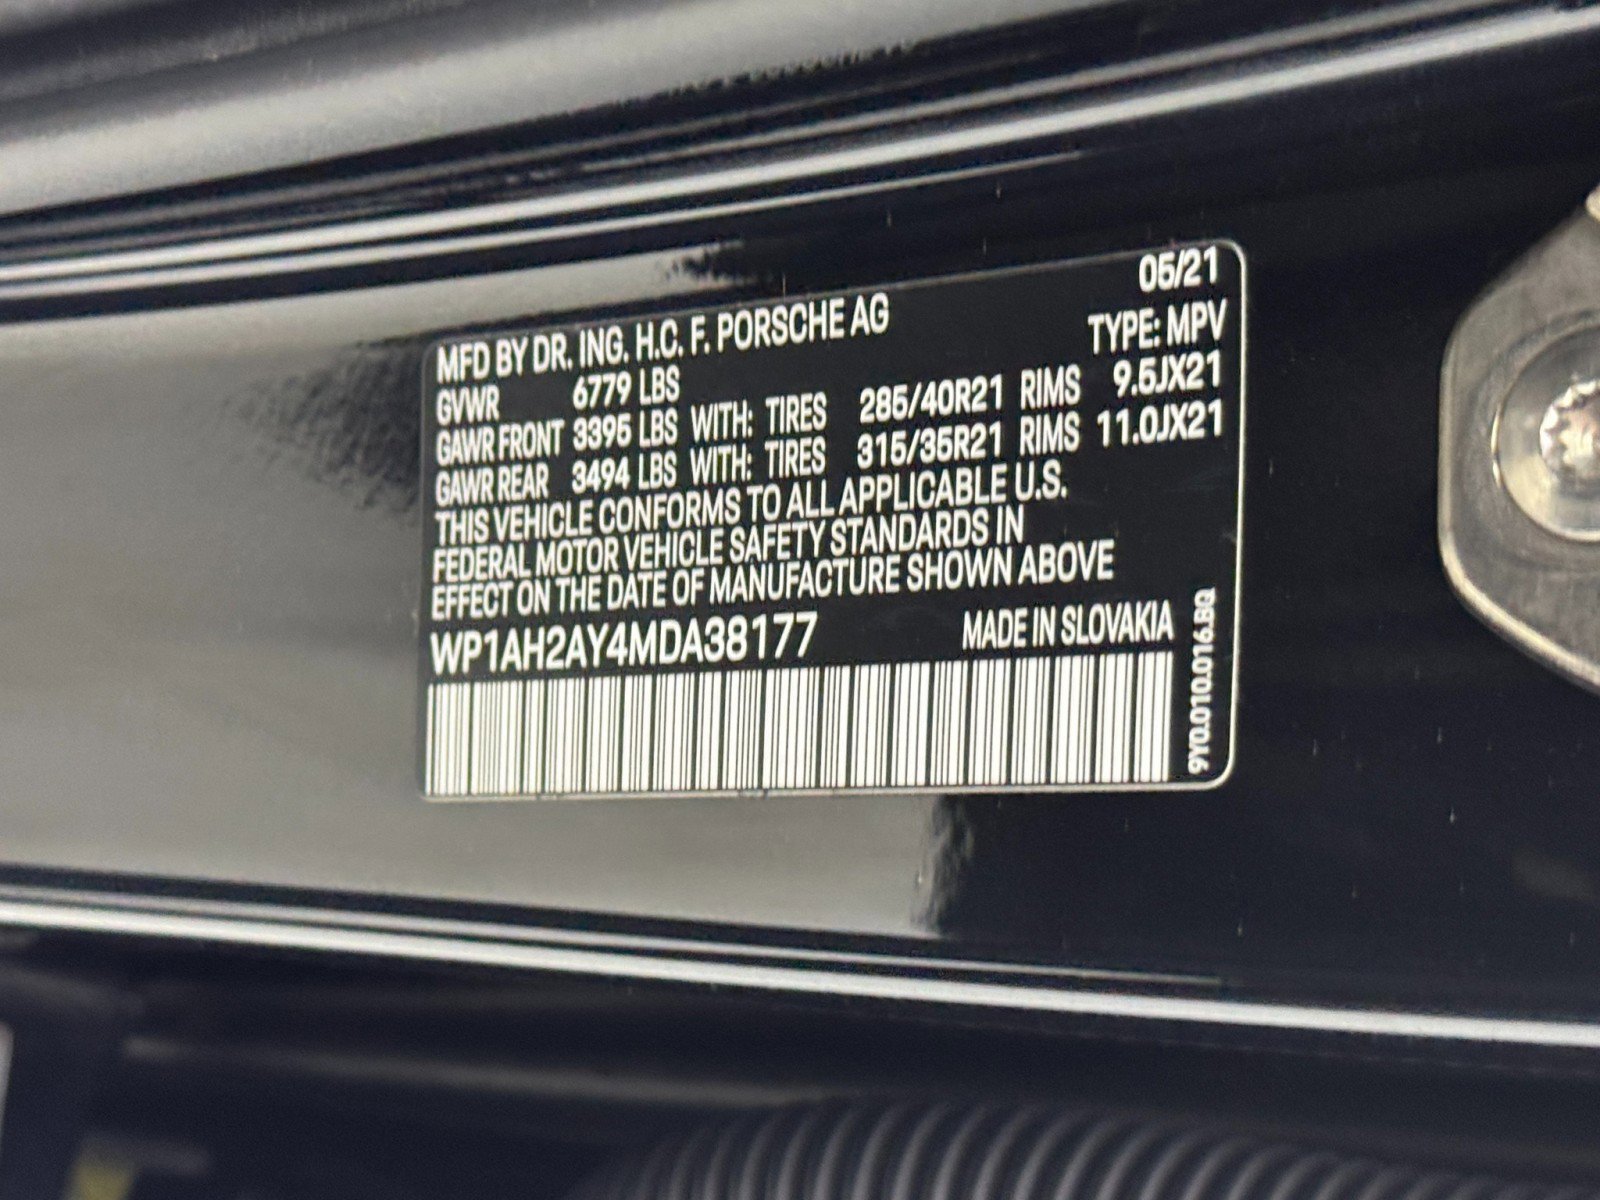 05/21
MFD BY DR. ING. H.C. F. PORSCHE AG TYPE: MPV
GVWR 6779 LBS
GAWR FRONT 3395 LBS WITH: TIRES 285/40R21 RIMS 9.5JX21
GAWR REAR 3494 LBS WITH: TIRES 315/35R21 RIMS 11.0JX21
THIS VEHICLE CONFORMS TO ALL APPLICABLE U.S.
FEDERAL MOTOR VEHICLE SAFETY STANDARDS IN
EFFECT ON THE DATE OF MANUFACTURE SHOWN ABOVE
WP1AH2AY4MDA38177 MADE IN SLOVAKIA
9Y0.010.016.BQ